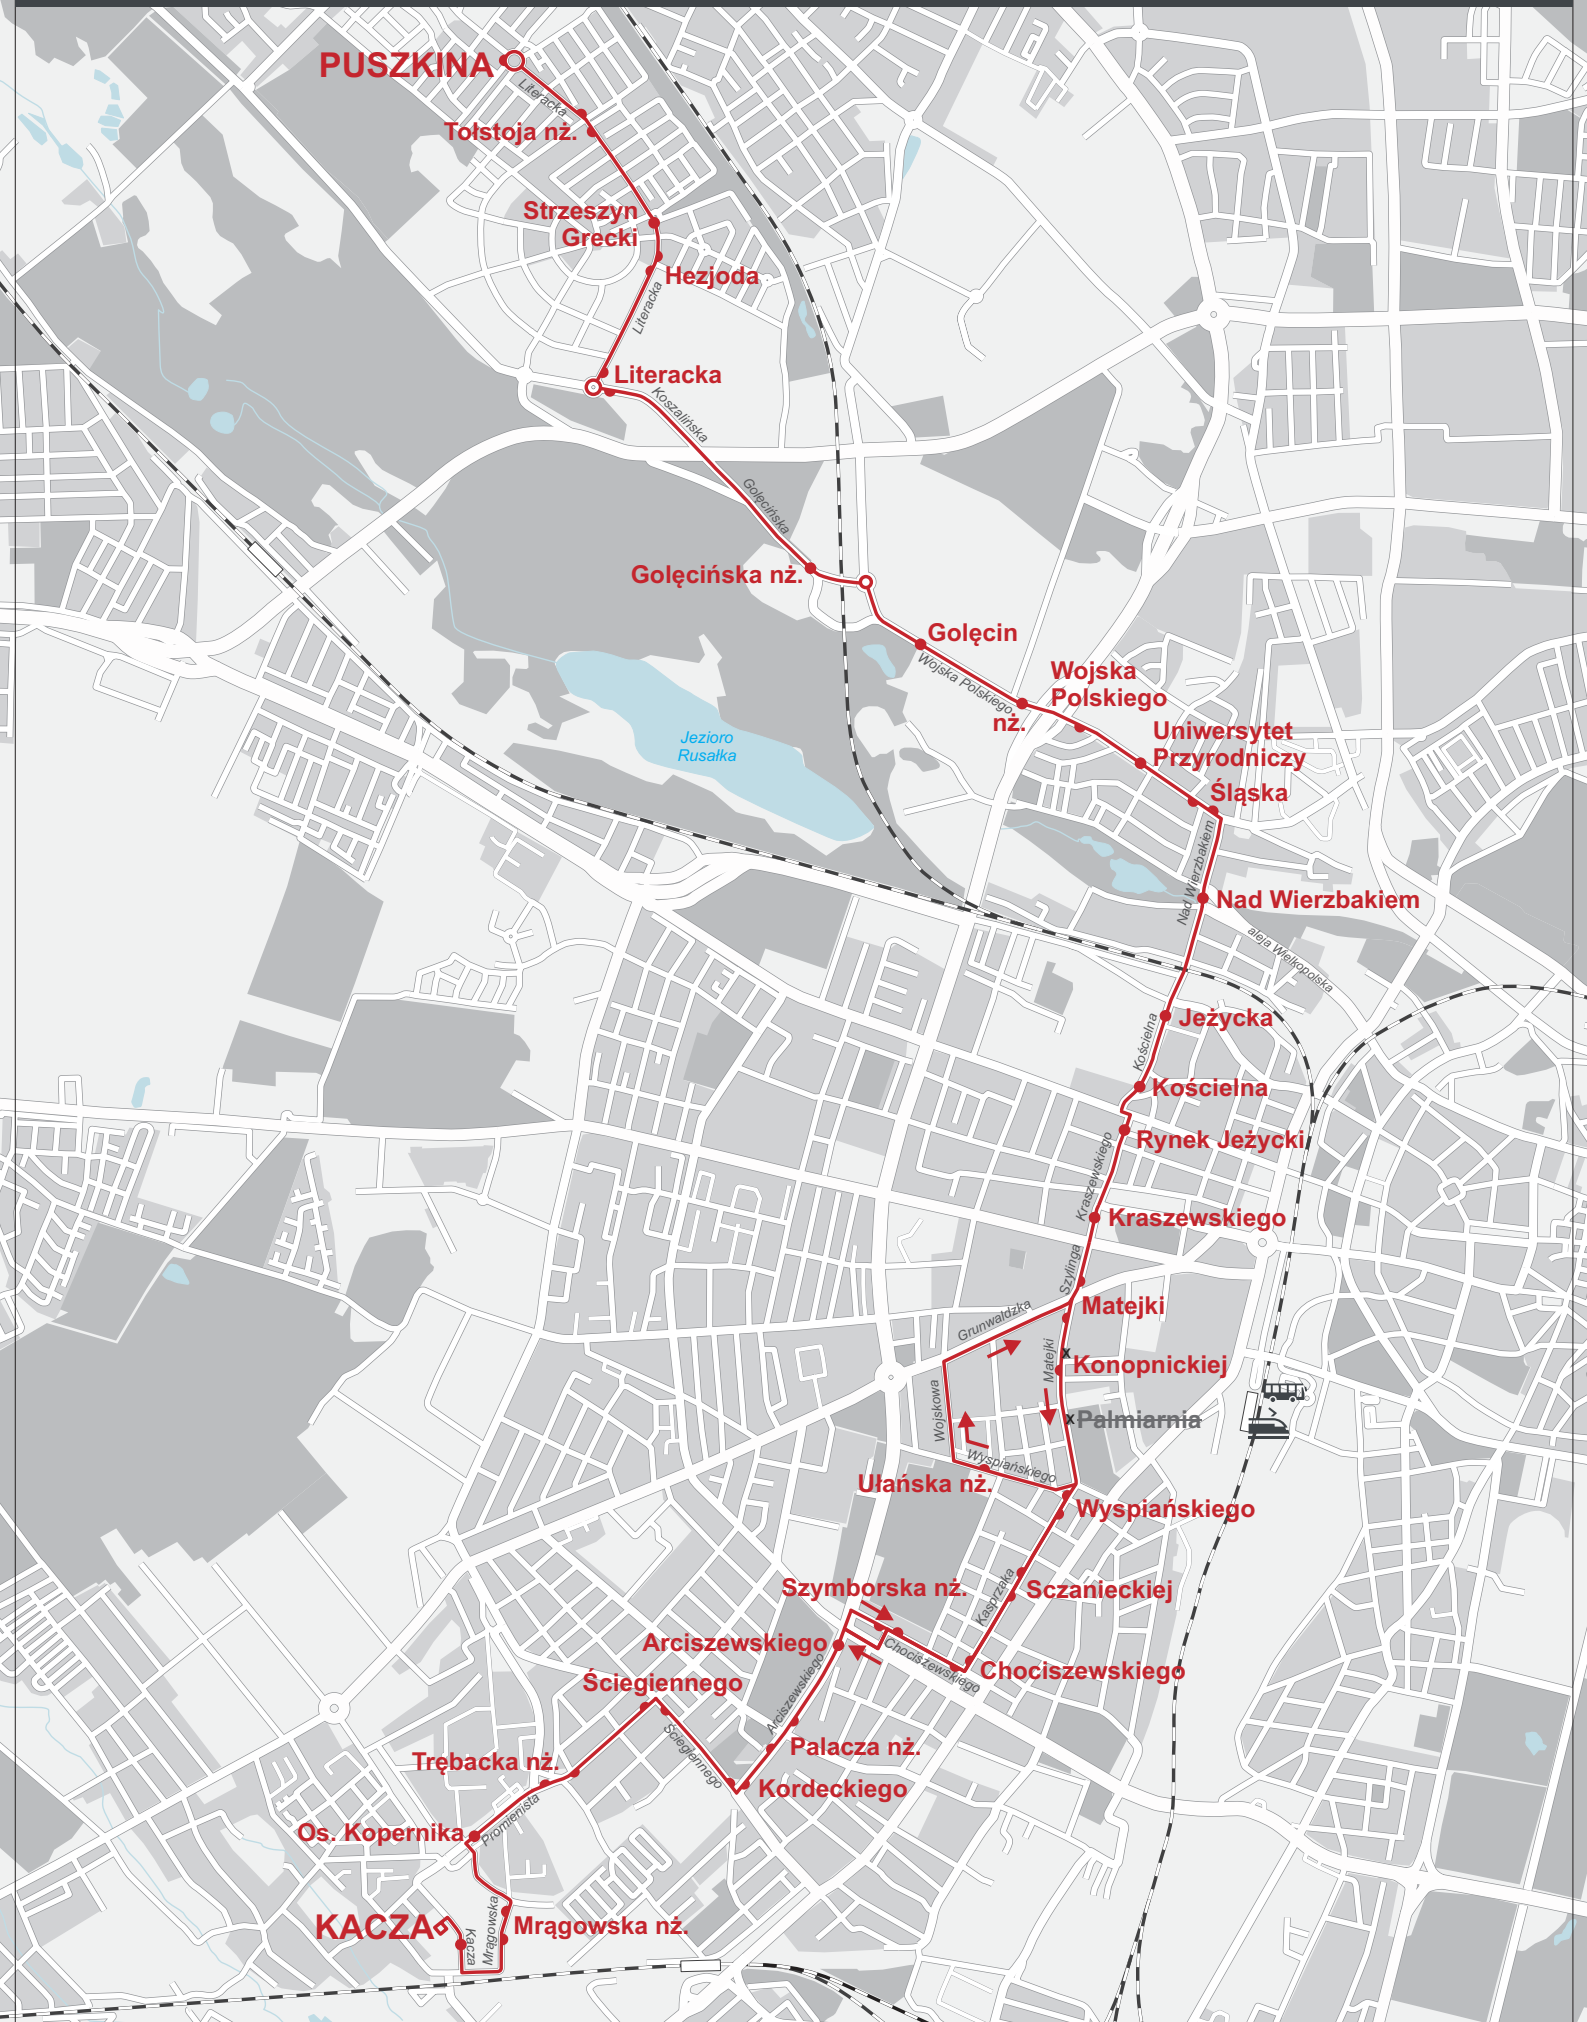 PUSZKINA
Literacka
Tołstoja nż.
Strzeszyn
Grecki
Hezjoda
Literacka
Literacka
Koszalińska
Golęcińska
Golęcińska nż.
Golęcin
Wojska Polskiego
Wojska
Polskiego
nż.
Uniwersytet
Przyrodniczy
Jezioro
Rusałka
Śląska
Nad Wierzbakiem
Nad Wierzbakiem
aleja Wielkopolska
Jeżycka
Kościelna
Kościelna
Rynek Jeżycki
Kraszewskiego
Kraszewskiego
Szylinga
Matejki
Grunwaldzka
Matejki
x
Konopnickiej
Wojskowa
x
Palmiarnia
Wyspiańskiego
Ułańska nż.
Wyspiańskiego
Szymborska nż.
Kasprzaka
Sczanieckiej
Arciszewskiego
Chociszewskiego
Chociszewskiego
Ściegiennego
Arciszewskiego
Ściegiennego
Palacza nż.
Trębacka nż.
Kordeckiego
Promienista
Os. Kopernika
KACZA
Kacza
Mrągowska
Mrągowska nż.